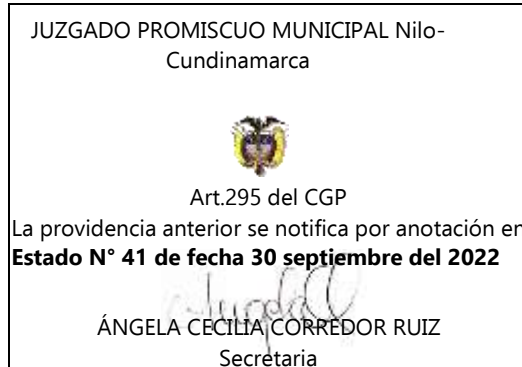 JUZGADO PROMISCUO MUNICIPAL Nilo-
Cundinamarca
Art.295 del CGP
La providencia anterior se notifica por anotación en
Estado N° 41 de fecha 30 septiembre del 2022
ÁNGELA CECILIA CORREDOR RUIZ
Secretaria